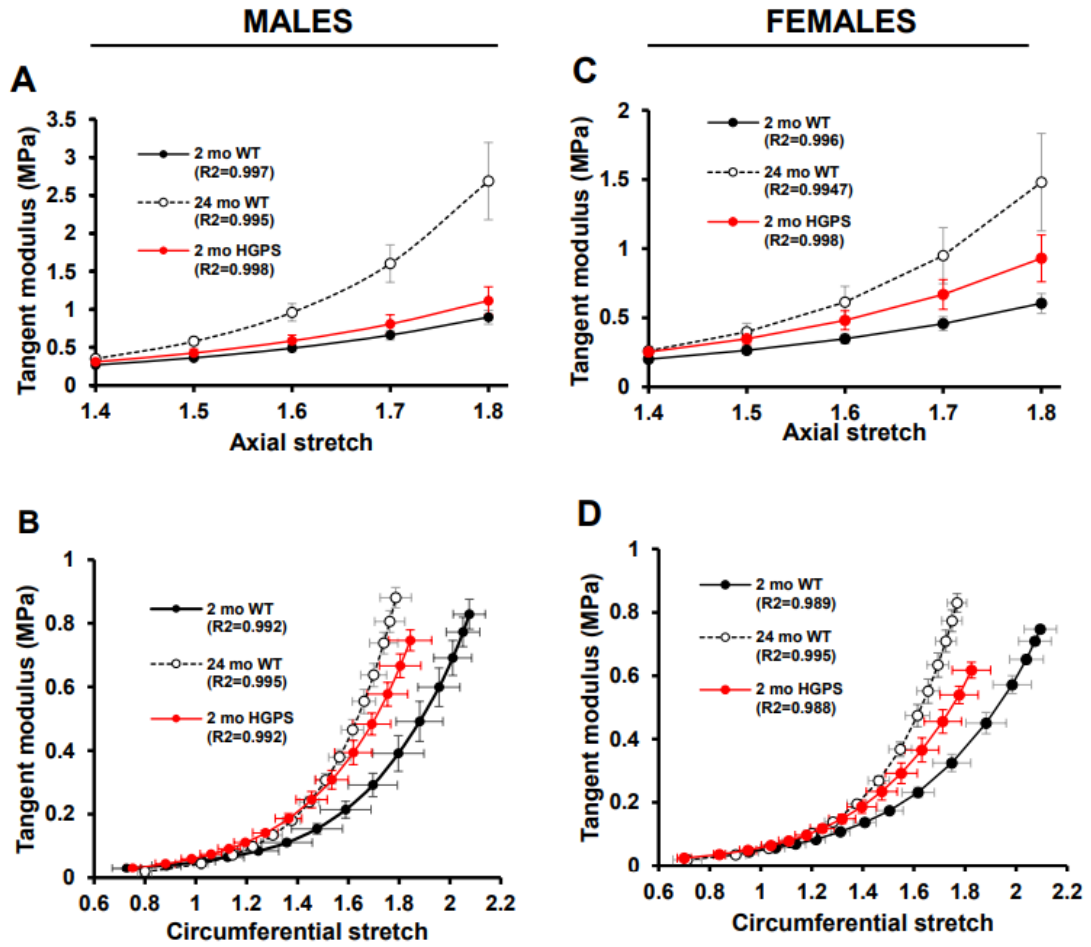 MALES
FEMALES
A
Tangent modulus (MPa)
3.5
3
2.5
2
1.5
1
0.5
0
2 mo WT
(R2=0.997)
24 mo WT
(R2=0.995)
2 mo HGPS
(R2=0.998)
1.4 1.5 1.6 1.7 1.8
Axial stretch
C
Tangent modulus (MPa)
2
1.5
1
0.5
0
2 mo WT
(R2=0.996)
24 mo WT
(R2=0.9947)
2 mo HGPS
(R2=0.998)
1.4 1.5 1.6 1.7 1.8
Axial stretch
B
Tangent modulus (MPa)
1
0.8
0.6
0.4
0.2
0
2 mo WT
(R2=0.992)
24 mo WT
(R2=0.995)
2 mo HGPS
(R2=0.992)
0.6 0.8 1 1.2 1.4 1.6 1.8 2 2.2
Circumferential stretch
D
Tangent modulus (MPa)
1
0.8
0.6
0.4
0.2
0
2 mo WT
(R2=0.989)
24 mo WT
(R2=0.995)
2 mo HGPS
(R2=0.988)
0.6 0.8 1 1.2 1.4 1.6 1.8 2 2.2
Circumferential stretch